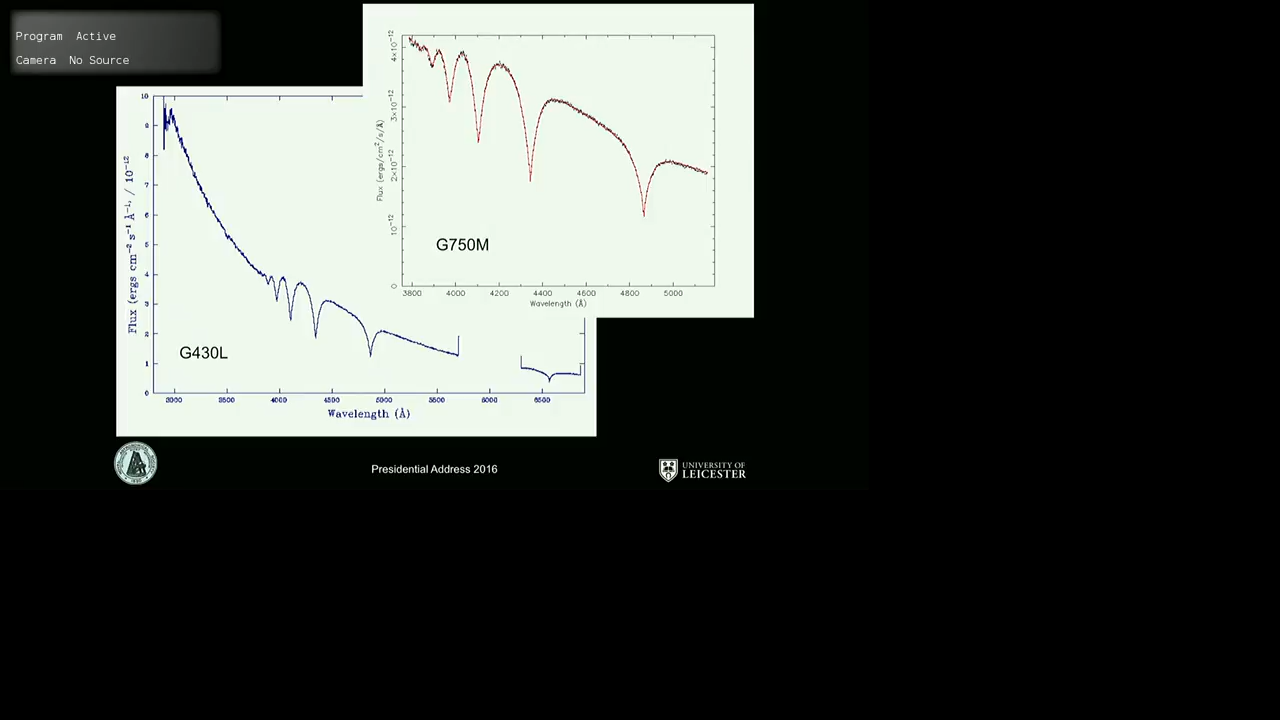 Program Active
Camera No Source
4×10⁻¹²
3×10⁻¹²
2×10⁻¹²
10⁻¹²
0
Flux (ergs/cm²/s/Å)
G750M
3800 4000 4200 4400 4600 4800 5000
Wavelength (Å)
10
9
8
7
6
5
4
3
2
1
0
Flux (ergs cm⁻² s⁻¹ Å⁻¹, / 10⁻¹²
G430L
3000 3500 4000 4500 5000 5500 6000 6500
Wavelength (Å)
Presidential Address 2016
UNIVERSITY OF
LEICESTER